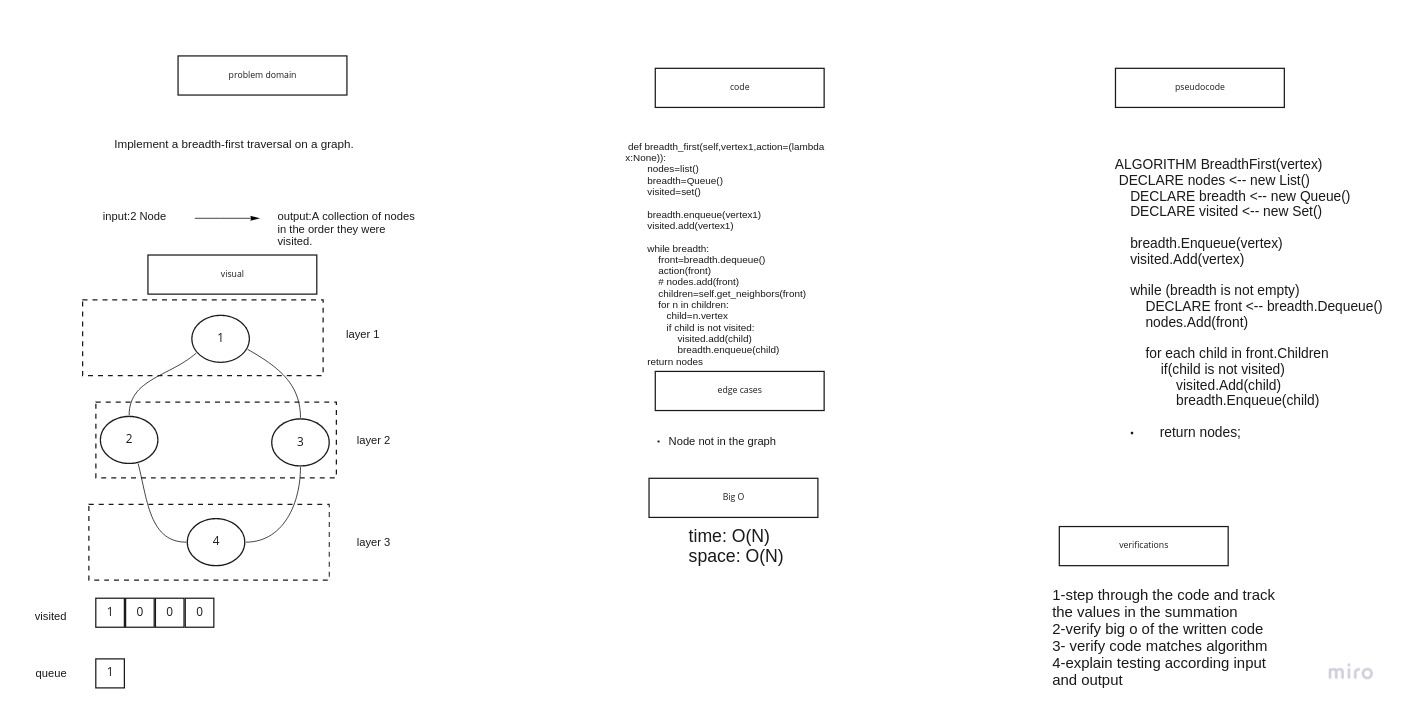 problem domain
Implement a breadth-first traversal on a graph.
input:2 Node
output:A collection of nodes
in the order they were
visited.
visual
1
layer 1
2
3
layer 2
4
layer 3
visited
1 0 0 0
queue
1
code
def breadth_first(self,vertex1,action=(lambda
x:None)):
nodes=list()
breadth=Queue()
visited=set()
breadth.enqueue(vertex1)
visited.add(vertex1)
while breadth:
front=breadth.dequeue()
action(front)
# nodes.add(front)
children=self.get_neighbors(front)
for n in children:
child=n.vertex
if child is not visited:
visited.add(child)
breadth.enqueue(child)
return nodes
edge cases
• Node not in the graph
Big O
time: O(N)
space: O(N)
pseudocode
ALGORITHM BreadthFirst(vertex)
DECLARE nodes <-- new List()
DECLARE breadth <-- new Queue()
DECLARE visited <-- new Set()
breadth.Enqueue(vertex)
visited.Add(vertex)
while (breadth is not empty)
DECLARE front <-- breadth.Dequeue()
nodes.Add(front)
for each child in front.Children
if(child is not visited)
visited.Add(child)
breadth.Enqueue(child)
• return nodes;
verifications
1-step through the code and track
the values in the summation
2-verify big o of the written code
3- verify code matches algorithm
4-explain testing according input
and output
miro